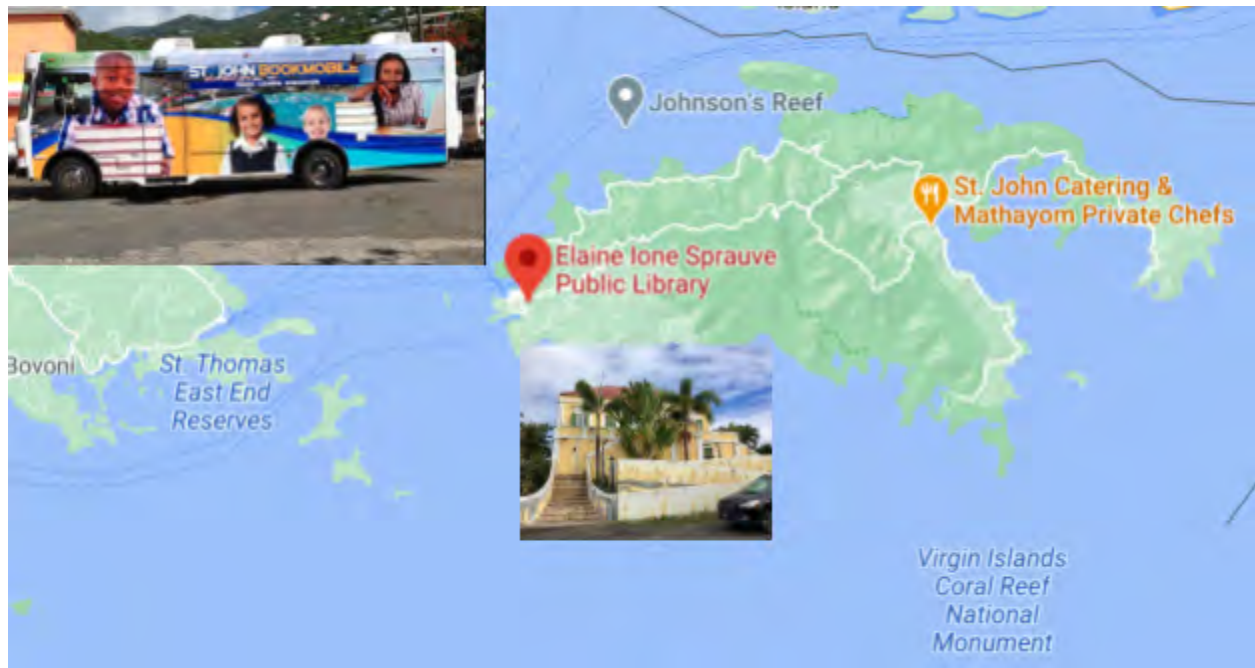 ST. JOHN BOOKMOBILE
Island
Johnson's Reef
St. John Catering &
Mathayom Private Chefs
Elaine Ione Sprauve
Public Library
Bovoni
St. Thomas
East End
Reserves
Virgin Islands
Coral Reef
National
Monument